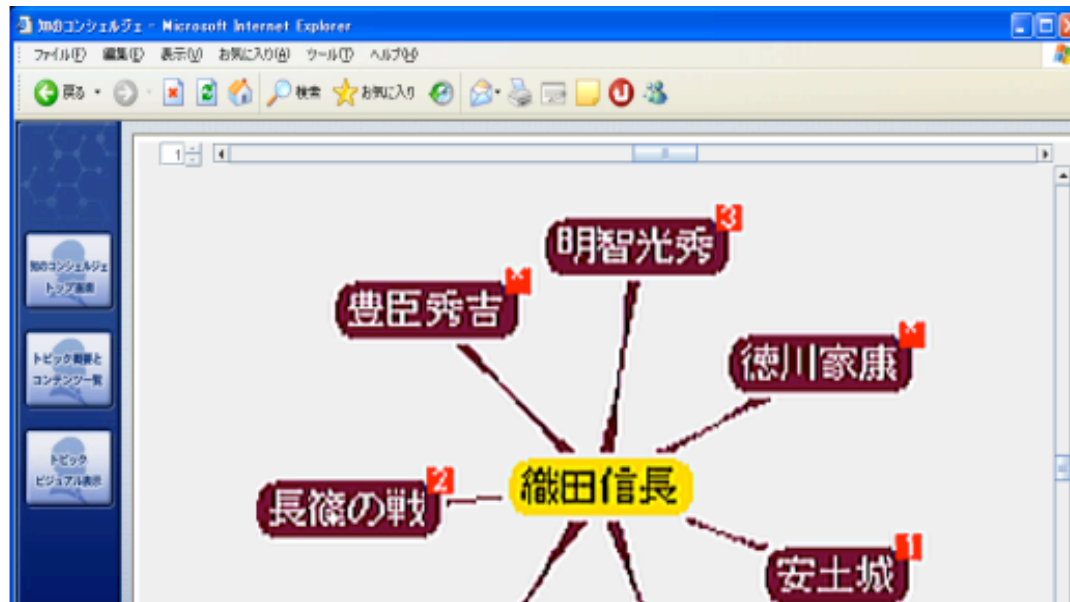 知のコンシェルジェ - Microsoft Internet Explorer
ファイル(F) 編集(E) 表示(V) お気に入り(A) ツール(T) ヘルプ(H)
戻る 検索 お気に入り
1
知のコンシェルジェ
トップ画面
トピック概要と
コンテンツ一覧
トピック
ビジュアル表示
明智光秀 3
豊臣秀吉
徳川家康
織田信長
長篠の戦 2
安土城 1